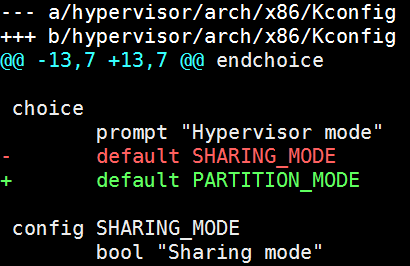 --- a/hypervisor/arch/x86/Kconfig
+++ b/hypervisor/arch/x86/Kconfig
@@ -13,7 +13,7 @@ endchoice
choice
prompt "Hypervisor mode"
- default SHARING_MODE
+ default PARTITION_MODE
config SHARING_MODE
bool "Sharing mode"